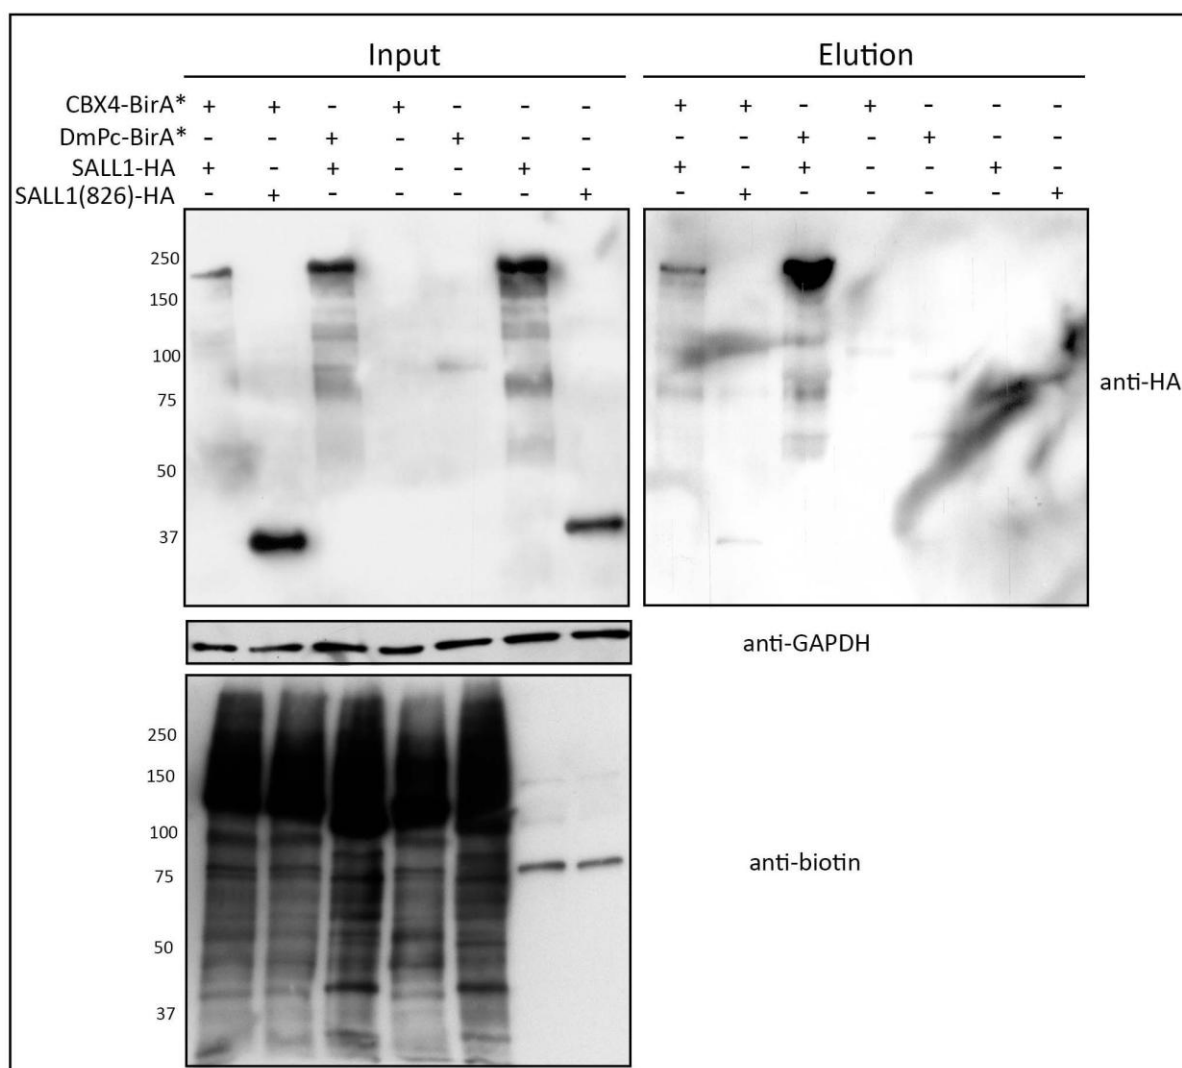 Input Elution
CBX4-BirA* + + - + - - - + + - + - - -
DmPc-BirA* - - + - + - - - - + - + - -
SALL1-HA + - + - - + - + - + - - + -
SALL1(826)-HA - + - - - - + - + - - - - +
250
150
100
75
50
37
anti-HA
anti-GAPDH
250
150
100
75
50
37
anti-biotin